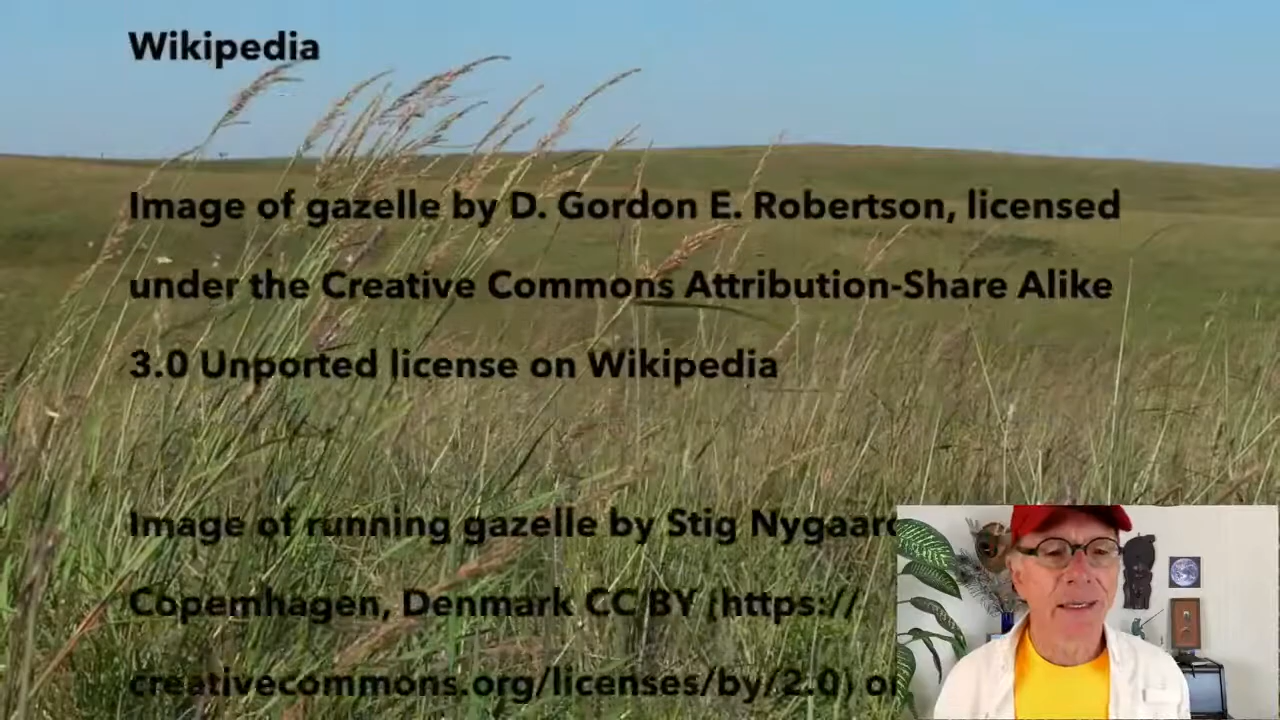 Wikipedia
Image of gazelle by D. Gordon E. Robertson, licensed
under the Creative Commons Attribution-Share Alike
3.0 Unported license on Wikipedia
Image of running gazelle by Stig
Copemhagen, Denmark CC BY (https://
creativecommons.org/licenses/by/2.0)